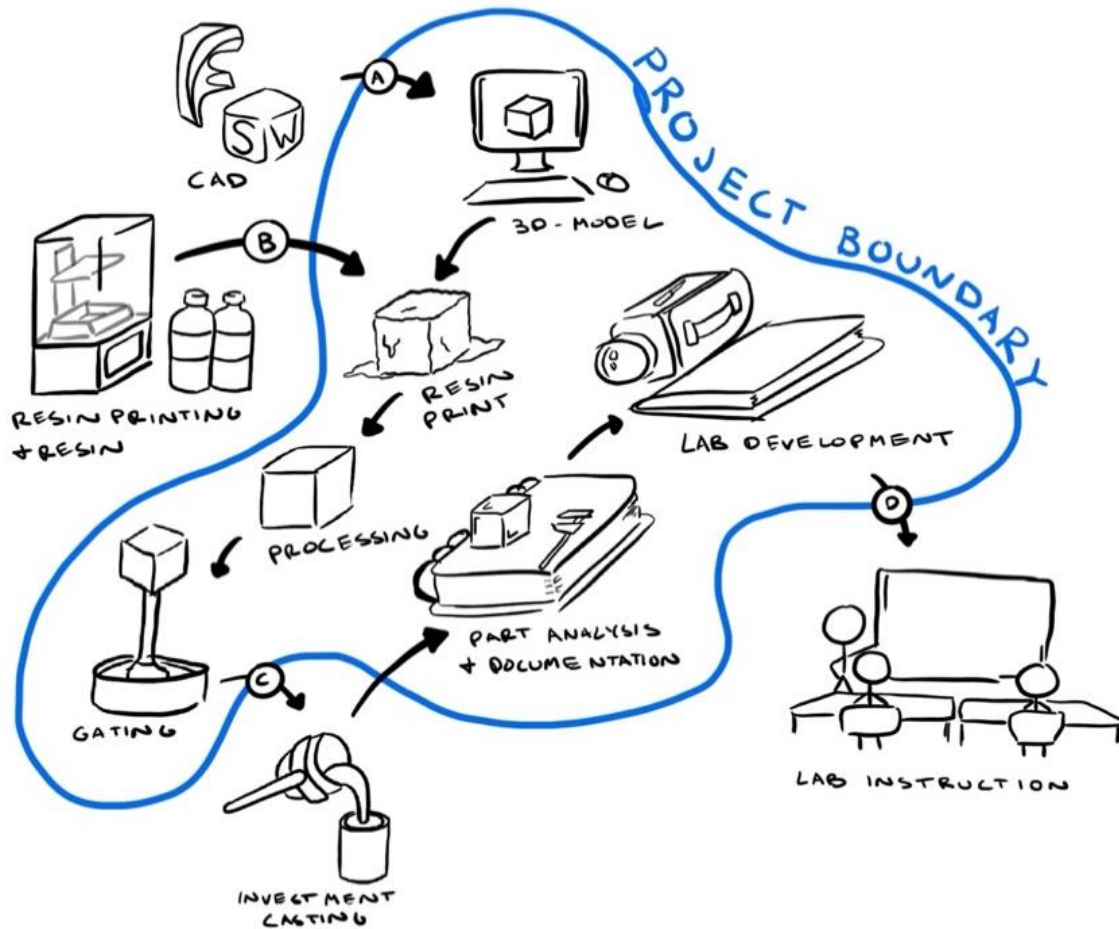 PROJECT BOUNDARY
A
SW
CAD
3D-MODEL
B
RESIN PRINTING
+ RESIN
RESIN
PRINT
LAB DEVELOPMENT
PROCESSING
D
PART ANALYSIS
+ DOCUMENTATION
C
GATING
LAB INSTRUCTION
INVESTMENT
CASTING